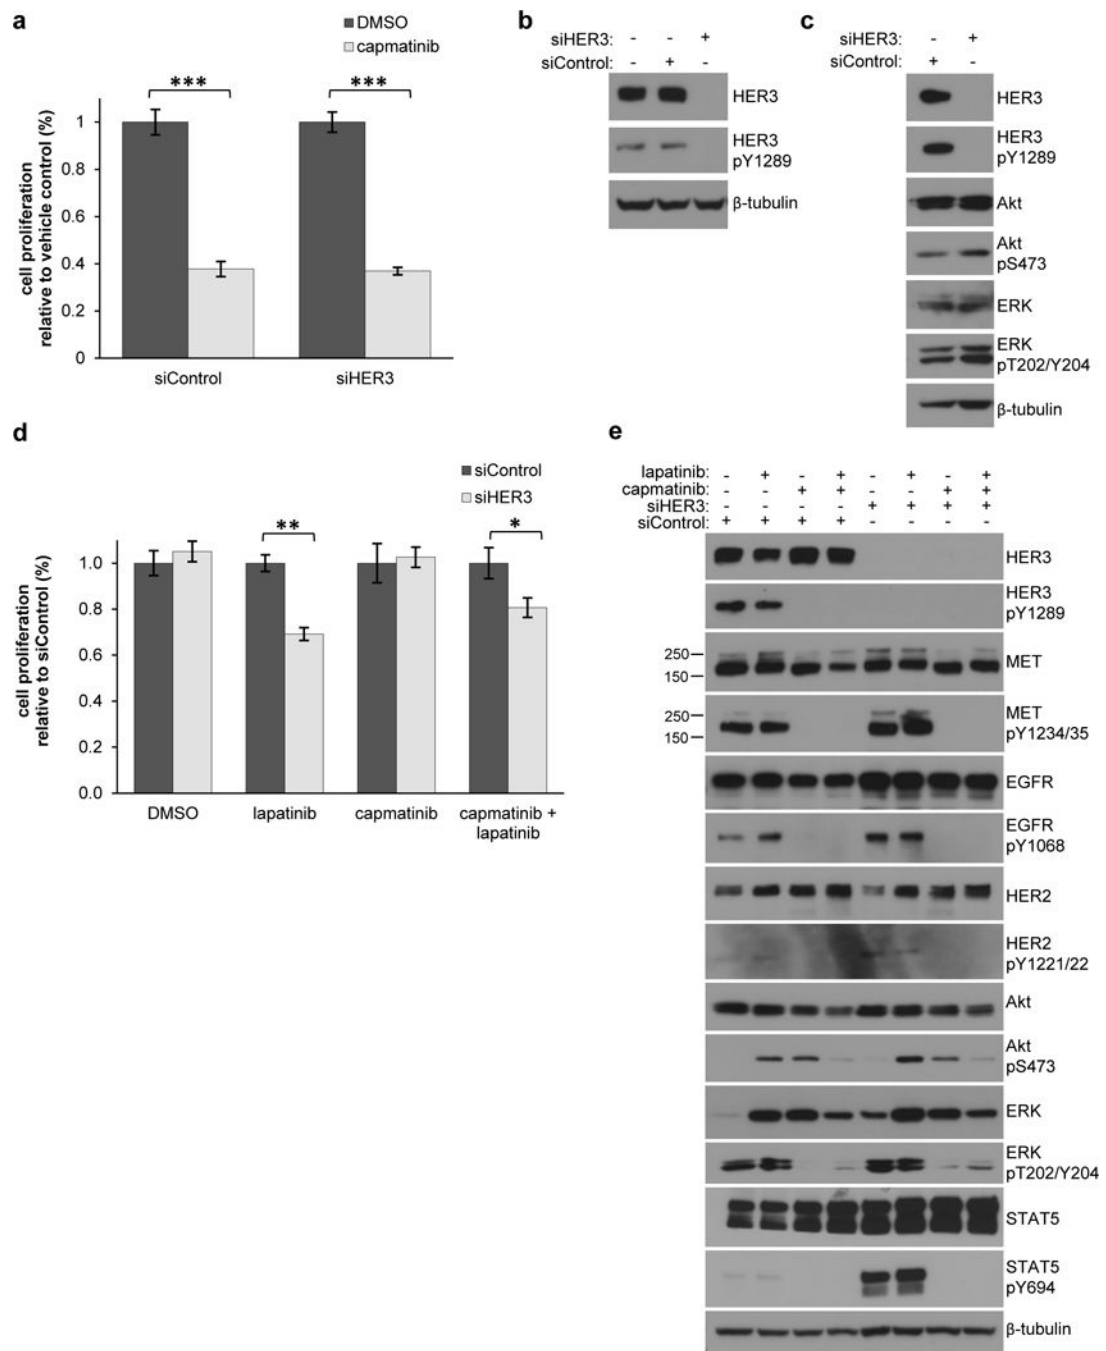 a
DMSO
capmatinib
***
***
cell proliferation
relative to vehicle control (%)
1
0.8
0.6
0.4
0.2
0
siControl
siHER3
b
siHER3: - - +
siControl: - + -
HER3
HER3
pY1289
β-tubulin
c
siHER3: - +
siControl: + -
HER3
HER3
pY1289
Akt
Akt
pS473
ERK
ERK
pT202/Y204
β-tubulin
d
siControl
siHER3
**
*
cell proliferation
relative to siControl (%)
1.0
0.8
0.6
0.4
0.2
0.0
DMSO
lapatinib
capmatinib
capmatinib +
lapatinib
e
lapatinib: - + - + - + - +
capmatinib: - - + + - - + +
siHER3: - - - - + + + +
siControl: + + + + - - - -
HER3
HER3
pY1289
250
150
MET
250
150
MET
pY1234/35
EGFR
EGFR
pY1068
HER2
HER2
pY1221/22
Akt
Akt
pS473
ERK
ERK
pT202/Y204
STAT5
STAT5
pY694
β-tubulin